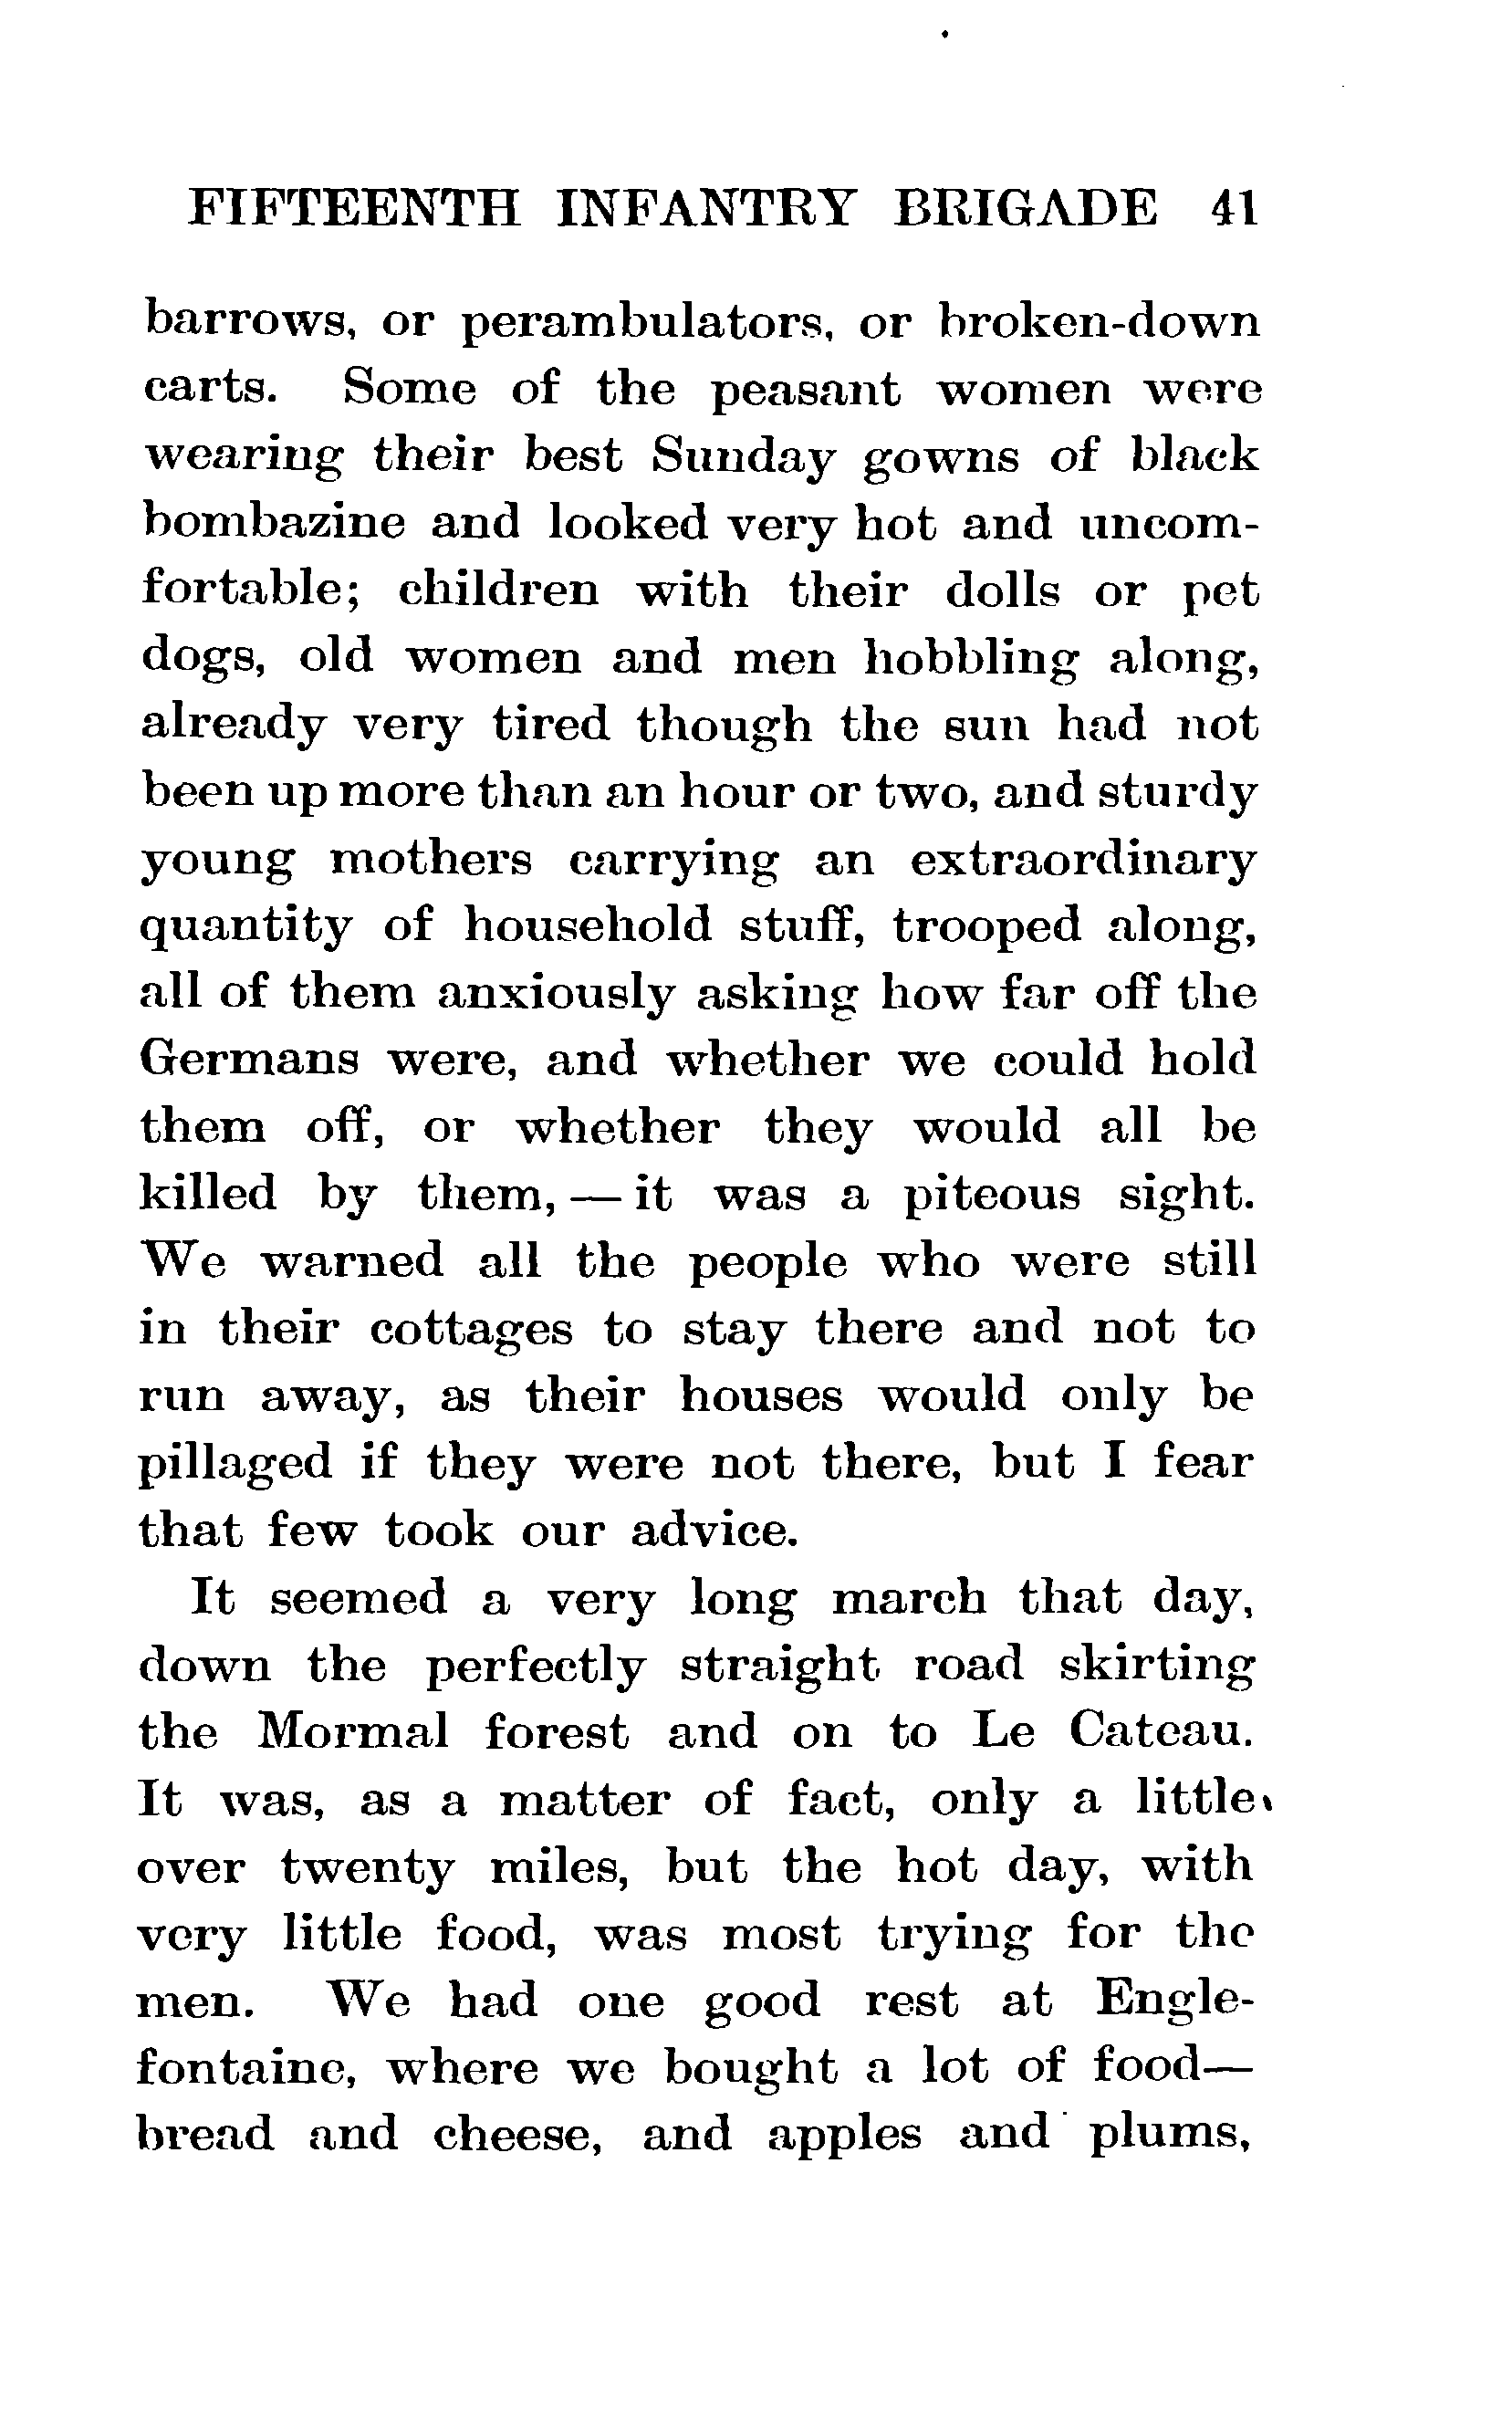 FIFTEENTH INFANTRY BRIGADE 41
barrows, or perambulators, or broken-down
carts. Some of the peasant women were
wearing their best Sunday gowns of black
bombazine and looked very hot and uncom-
fortable; children with their dolls or pet
dogs, old women and men hobbling along,
already very tired though the sun had not
been up more than an hour or two, and sturdy
young mothers carrying an extraordinary
quantity of household stuff, trooped along,
all of them anxiously asking how far off the
Germans were, and whether we could hold
them off, or whether they would all be
killed by them, — it was a piteous sight.
We warned all the people who were still
in their cottages to stay there and not to
run away, as their houses would only be
pillaged if they were not there, but I fear
that few took our advice.
It seemed a very long march that day,
down the perfectly straight road skirting
the Mormal forest and on to Le Cateau.
It was, as a matter of fact, only a little
over twenty miles, but the hot day, with
very little food, was most trying for the
men. We had one good rest at Engle-
fontaine, where we bought a lot of food—
bread and cheese, and apples and plums,